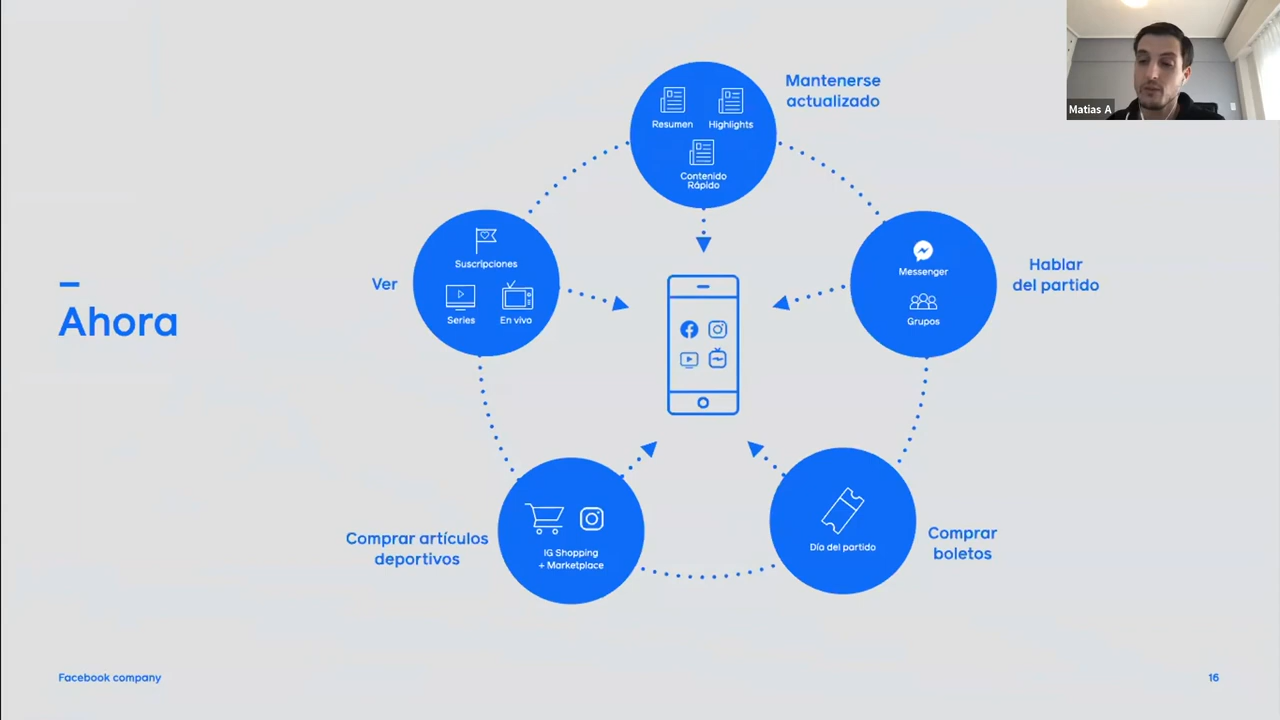 Mantenerse
actualizado
Resumen
Highlights
Contenido
Rápido
Matias A
Ver
Suscripciones
Series
En vivo
Messenger
Grupos
Hablar
del partido
Ahora
Comprar artículos
deportivos
IG Shopping
+ Marketplace
Día del partido
Comprar
boletos
Facebook company
16